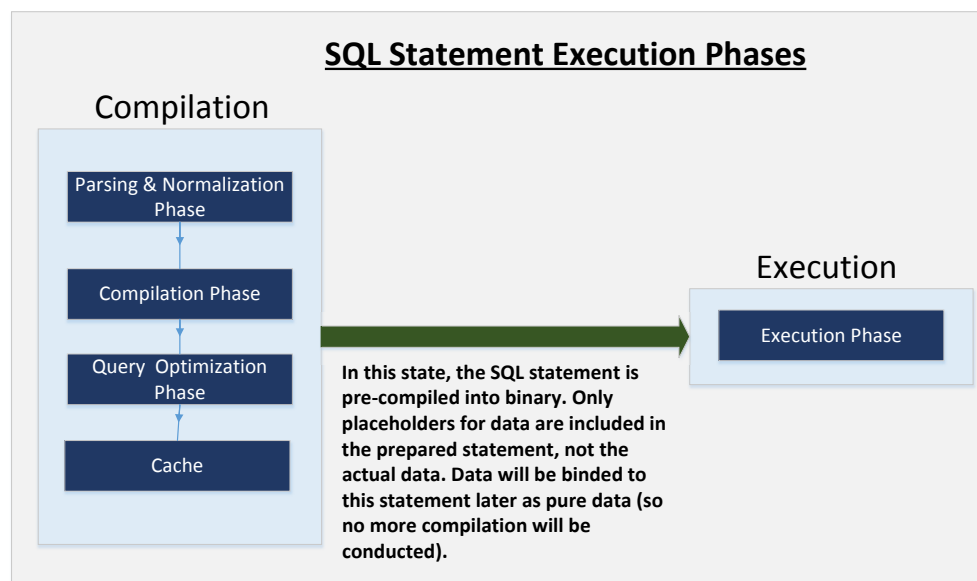 SQL Statement Execution Phases
Compilation
Parsing & Normalization
Phase
Compilation Phase
Query Optimization
Phase
Cache
In this state, the SQL statement is
pre-compiled into binary. Only
placeholders for data are included in
the prepared statement, not the
actual data. Data will be binded to
this statement later as pure data (so
no more compilation will be
conducted).
Execution
Execution Phase